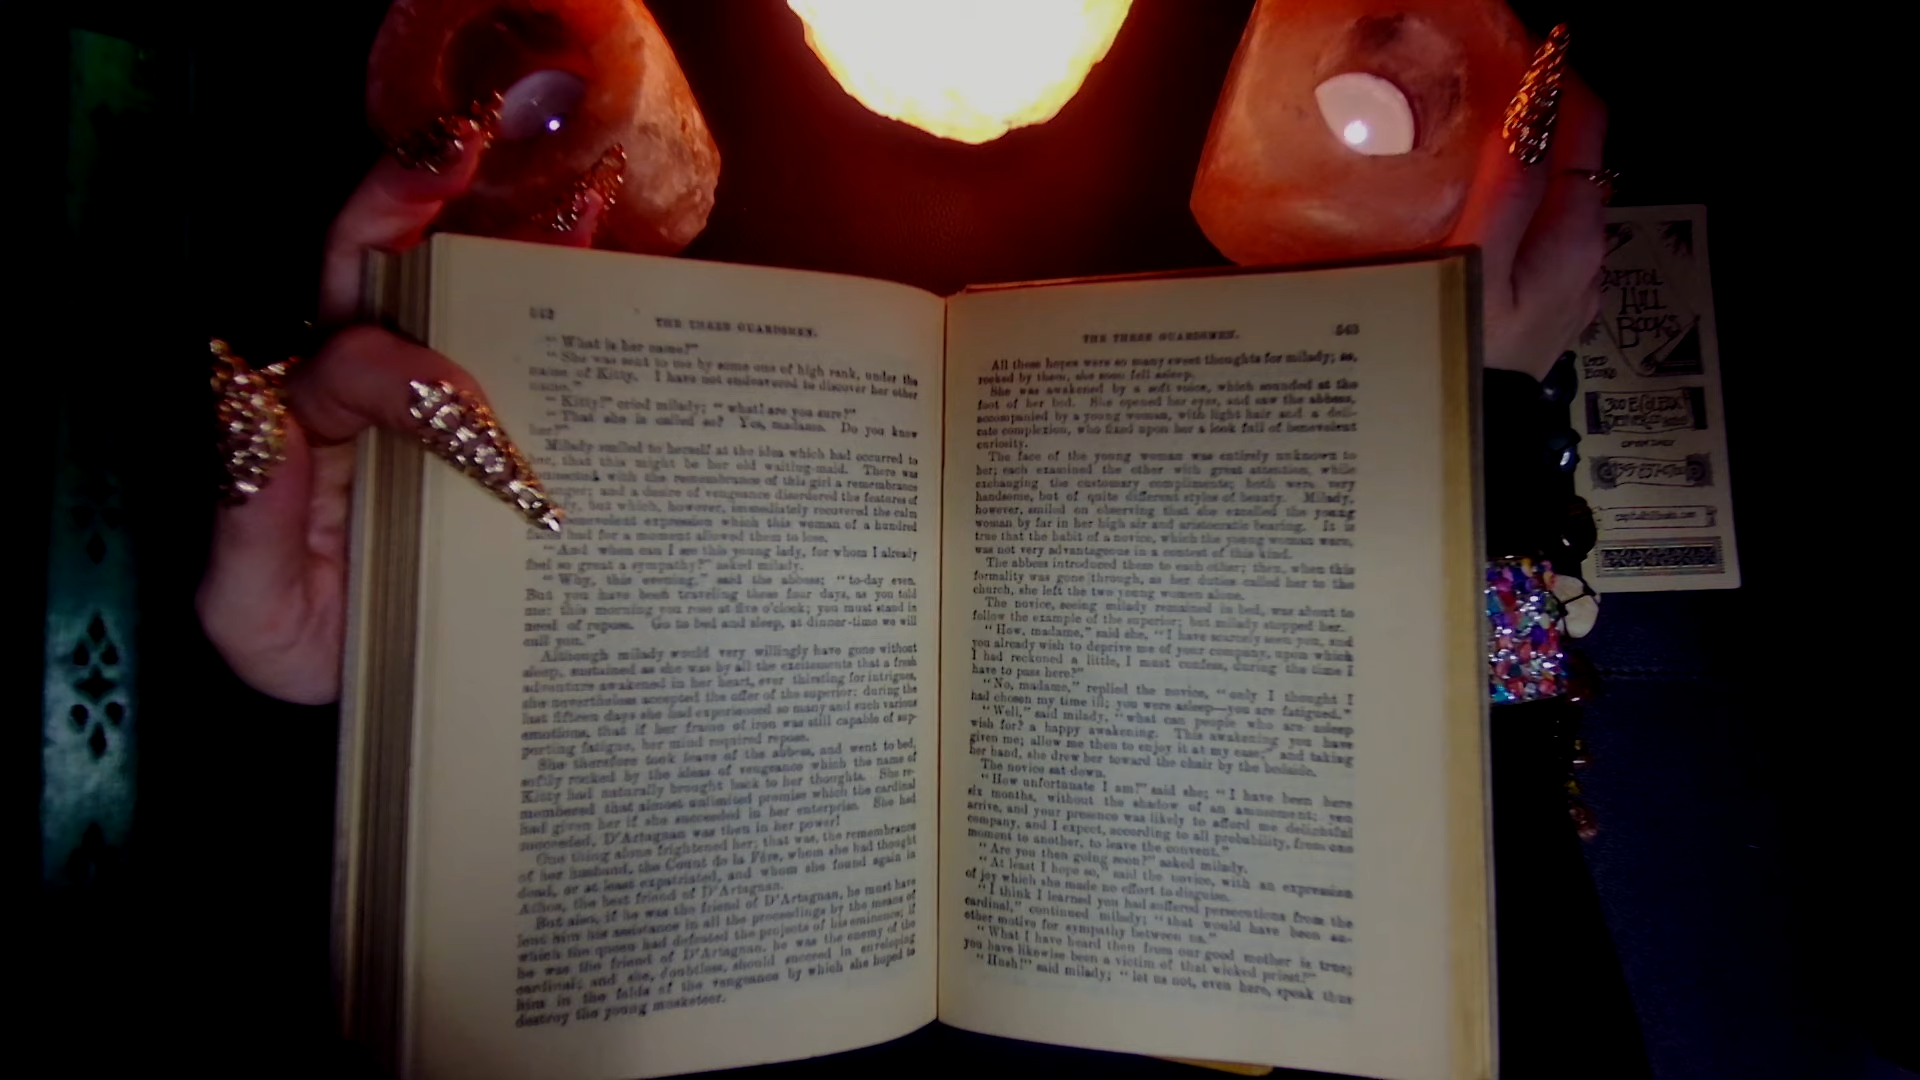 542
THE THREE GUARDSMEN.
"What is her name?"
"She was sent to me by some one of high rank, under the
name of Kitty. I have not endeavored to discover her other
name."
"Kitty!" cried milady; "what! are you sure?"
"That she is called so? Yes, madame. Do you know
her?"
Milady smiled to herself at the idea which had occurred to
her, that this might be her old waiting-maid. There was
connected with the remembrance of this girl a remembrance
anger; and a desire of vengeance disordered the features of
but which, however, immediately recovered the calm
benevolent expression which this woman of a hundred
faces had for a moment allowed them to lose.
"And when can I see this young lady, for whom I already
feel so great a sympathy?" asked milady.
"Why, this evening," said the abbess; "to-day even.
But you have been traveling these four days, as you told
me; this morning you rose at five o'clock; you must stand in
need of repose. Go to bed and sleep, at dinner-time we will
call you."
Although milady would very willingly have gone without
sleep, sustained as she was by all the excitements that a fresh
adventure awakened in her heart, ever thirsting for intrigues,
she nevertheless accepted the offer of the superior; during the
last fifteen days she had experienced so many and such various
emotions, that if her frame of iron was still capable of sup-
porting fatigue, her mind required repose.
She therefore took leave of the abbess, and went to bed,
softly rocked by the ideas of vengeance which the name of
Kitty had naturally brought back to her thoughts. She re-
membered that almost unlimited promise which the cardinal
had given her if she succeeded in her enterprise. She had
succeeded, D'Artagnan was then in her power!
One thing alone frightened her; that was, the remembrance
of her husband, the Count de la Fère, whom she had thought
dead, or at least expatriated, and whom she found again in
Athos, the best friend of D'Artagnan.
But also, if he was the friend of D'Artagnan, he must have
lent him his assistance in all the proceedings by the means of
which the queen had defeated the projects of his eminence; if
he was the friend of D'Artagnan, he was the enemy of the
cardinal; and she, doubtless, should succeed in enveloping
him in the folds of the vengeance by which she hoped to
destroy the young musketeer.
THE THREE GUARDSMEN.
543
All these hopes were so many sweet thoughts for milady; so,
rocked by them, she soon fell asleep.
She was awakened by a soft voice, which sounded at the
foot of her bed. She opened her eyes, and saw the abbess,
accompanied by a young woman, with light hair and a deli-
cate complexion, who fixed upon her a look full of benevolent
curiosity.
The face of the young woman was entirely unknown to
her; each examined the other with great attention, while
exchanging the customary compliments; both were very
handsome, but of quite different styles of beauty. Milady,
however, smiled on observing that she excelled the young
woman by far in her high air and aristocratic bearing. It is
true that the habit of a novice, which the young woman wore,
was not very advantageous in a contest of this kind.
The abbess introduced them to each other; then, when this
formality was gone through, as her duties called her to the
church, she left the two young women alone.
The novice, seeing milady remained in bed, was about to
follow the example of the superior; but milady stopped her.
"How, madame," said she, "I have scarcely seen you, and
you already wish to deprive me of your company, upon which
I had reckoned a little, I must confess, during the time I
have to pass here?"
"No, madame," replied the novice, "only I thought I
had chosen my time ill; you were asleep—you are fatigued."
"Well," said milady, "what can people who are asleep
wish for? a happy awakening. This awakening you have
given me; allow me then to enjoy it at my ease;" and taking
her hand, she drew her toward the chair by the bedside.
The novice sat down.
"How unfortunate I am!" said she; "I have been here
six months, without the shadow of an amusement; you
arrive, and your presence was likely to afford me delightful
company, and I expect, according to all probability, from one
moment to another, to leave the convent."
"Are you then going soon?" asked milady.
"At least I hope so," said the novice, with an expression
of joy which she made no effort to disguise.
"I think I learned you had suffered persecutions from the
cardinal," continued milady; "that would have been an-
other motive for sympathy between us."
"What I have heard then from our good mother is true;
you have likewise been a victim of that wicked priest."
"Hush!" said milady; "let us not, even here, speak thus
CAPITOL
HILL
BOOKS
USED
BOOKS
300 E. COLFAX
DENVER
OPEN DAILY
capitolhillbooks.com